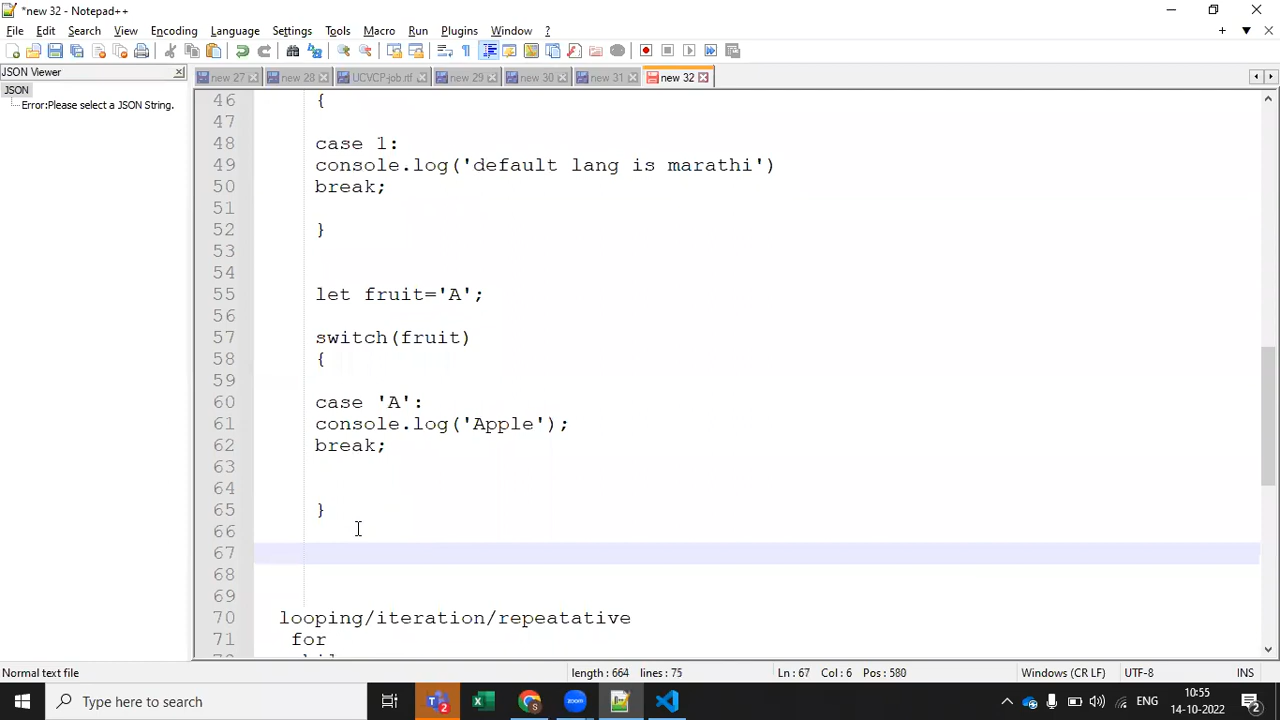 *new 32 - Notepad++
File Edit Search View Encoding Language Settings Tools Macro Run Plugins Window ?
JSON Viewer
new 27 new 28 UCVCP-job.rtf new 29 new 30 new 31 new 32
JSON
Error:Please select a JSON String.
46 {
47
48 case 1:
49 console.log('default lang is marathi')
50 break;
51
52 }
53
54
55 let fruit='A';
56
57 switch(fruit)
58 {
59
60 case 'A':
61 console.log('Apple');
62 break;
63
64
65 }
66
67
68
69
70 looping/iteration/repeatative
71 for
Normal text file length : 664 lines : 75 Ln : 67 Col : 6 Pos : 580 Windows (CR LF) UTF-8 INS
Type here to search
ENG
10:55
14-10-2022
2